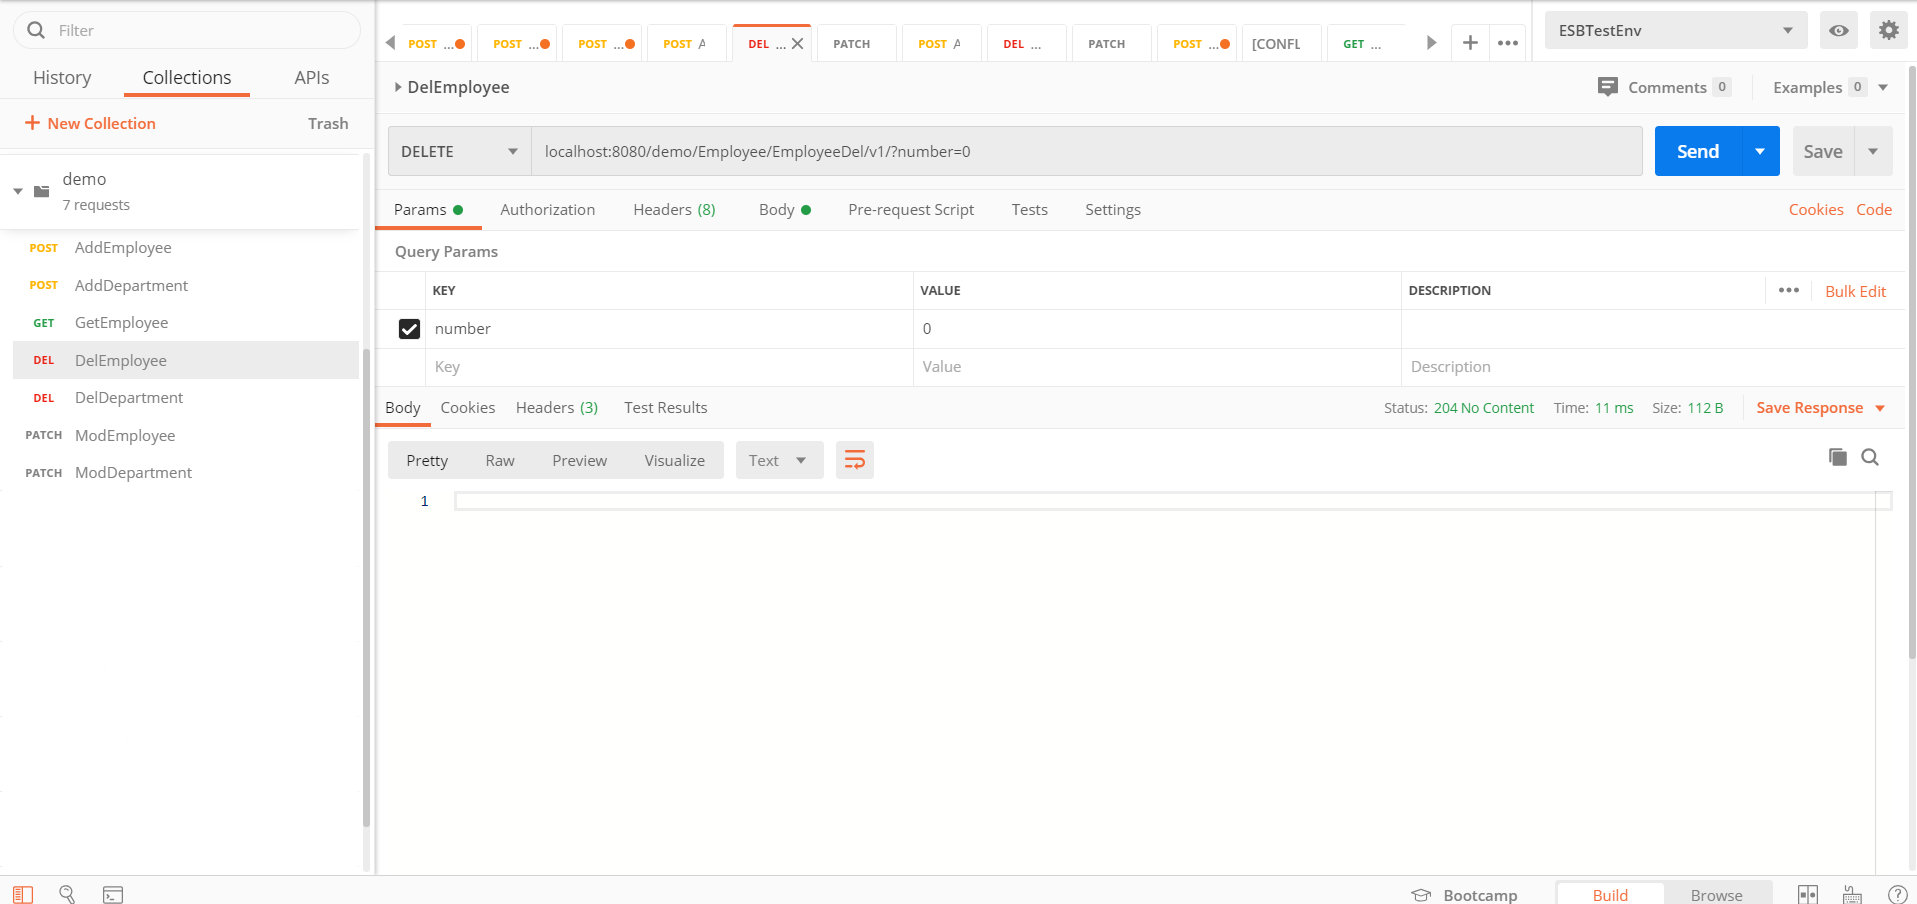 Filter
History Collections APIs
+ New Collection Trash
demo
7 requests
POST AddEmployee
POST AddDepartment
GET GetEmployee
DEL DelEmployee
DEL DelDepartment
PATCH ModEmployee
PATCH ModDepartment
POST ... POST ... POST ... POST A DEL ... PATCH POST A DEL ... PATCH POST ... [CONFL GET ... + ••• ESBTestEnv
DelEmployee Comments 0 Examples 0
DELETE localhost:8080/demo/Employee/EmployeeDel/v1/?number=0 Send Save
Params Authorization Headers (8) Body Pre-request Script Tests Settings Cookies Code
Query Params
KEY VALUE DESCRIPTION ••• Bulk Edit
number 0
Key Value Description
Body Cookies Headers (3) Test Results Status: 204 No Content Time: 11 ms Size: 112 B Save Response
Pretty Raw Preview Visualize Text
1
Bootcamp Build Browse